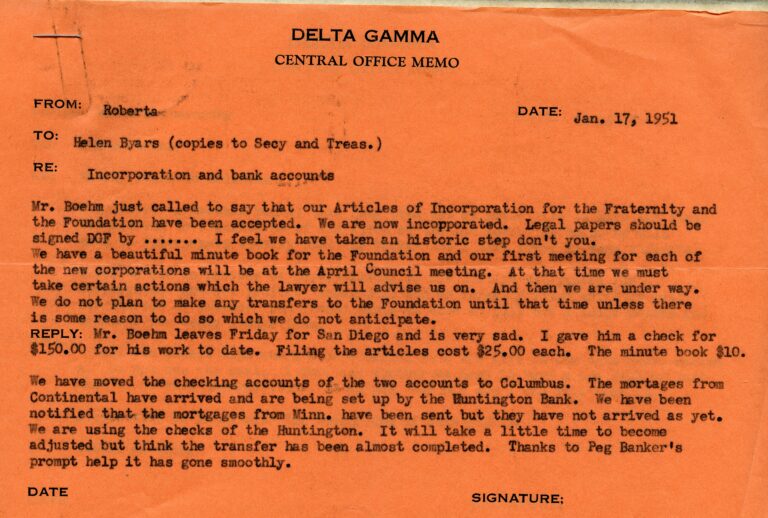 DELTA GAMMA
CENTRAL OFFICE MEMO
FROM: Roberta
DATE: Jan. 17, 1951
TO: Helen Byars (copies to Secy and Treas.)
RE: Incorporation and bank accounts
Mr. Boehm just called to say that our Articles of Incorporation for the Fraternity and
the Foundation have been accepted. We are now incopporated. Legal papers should be
signed DGF by ....... I feel we have taken an historic step don't you.
We have a beautiful minute book for the Foundation and our first meeting for each of
the new corporations will be at the April Council meeting. At that time we must
take certain actions which the lawyer will advise us on. And then we are under way.
We do not plan to make any transfers to the Foundation until that time unless there
is some reason to do so which we do not anticipate.
REPLY: Mr. Boehm leaves Friday for San Diego and is very sad. I gave him a check for
$150.00 for his work to date. Filing the articles cost $25.00 each. The minute book $10.
We have moved the checking accounts of the two accounts to Columbus. The mortages from
Continental have arrived and are being set up by the Huntington Bank. We have been
notified that the mortgages from Minn. have been sent but they have not arrived as yet.
We are using the checks of the Huntington. It will take a little time to become
adjusted but think the transfer has been almost completed. Thanks to Peg Banker's
prompt help it has gone smoothly.
DATE
SIGNATURE: